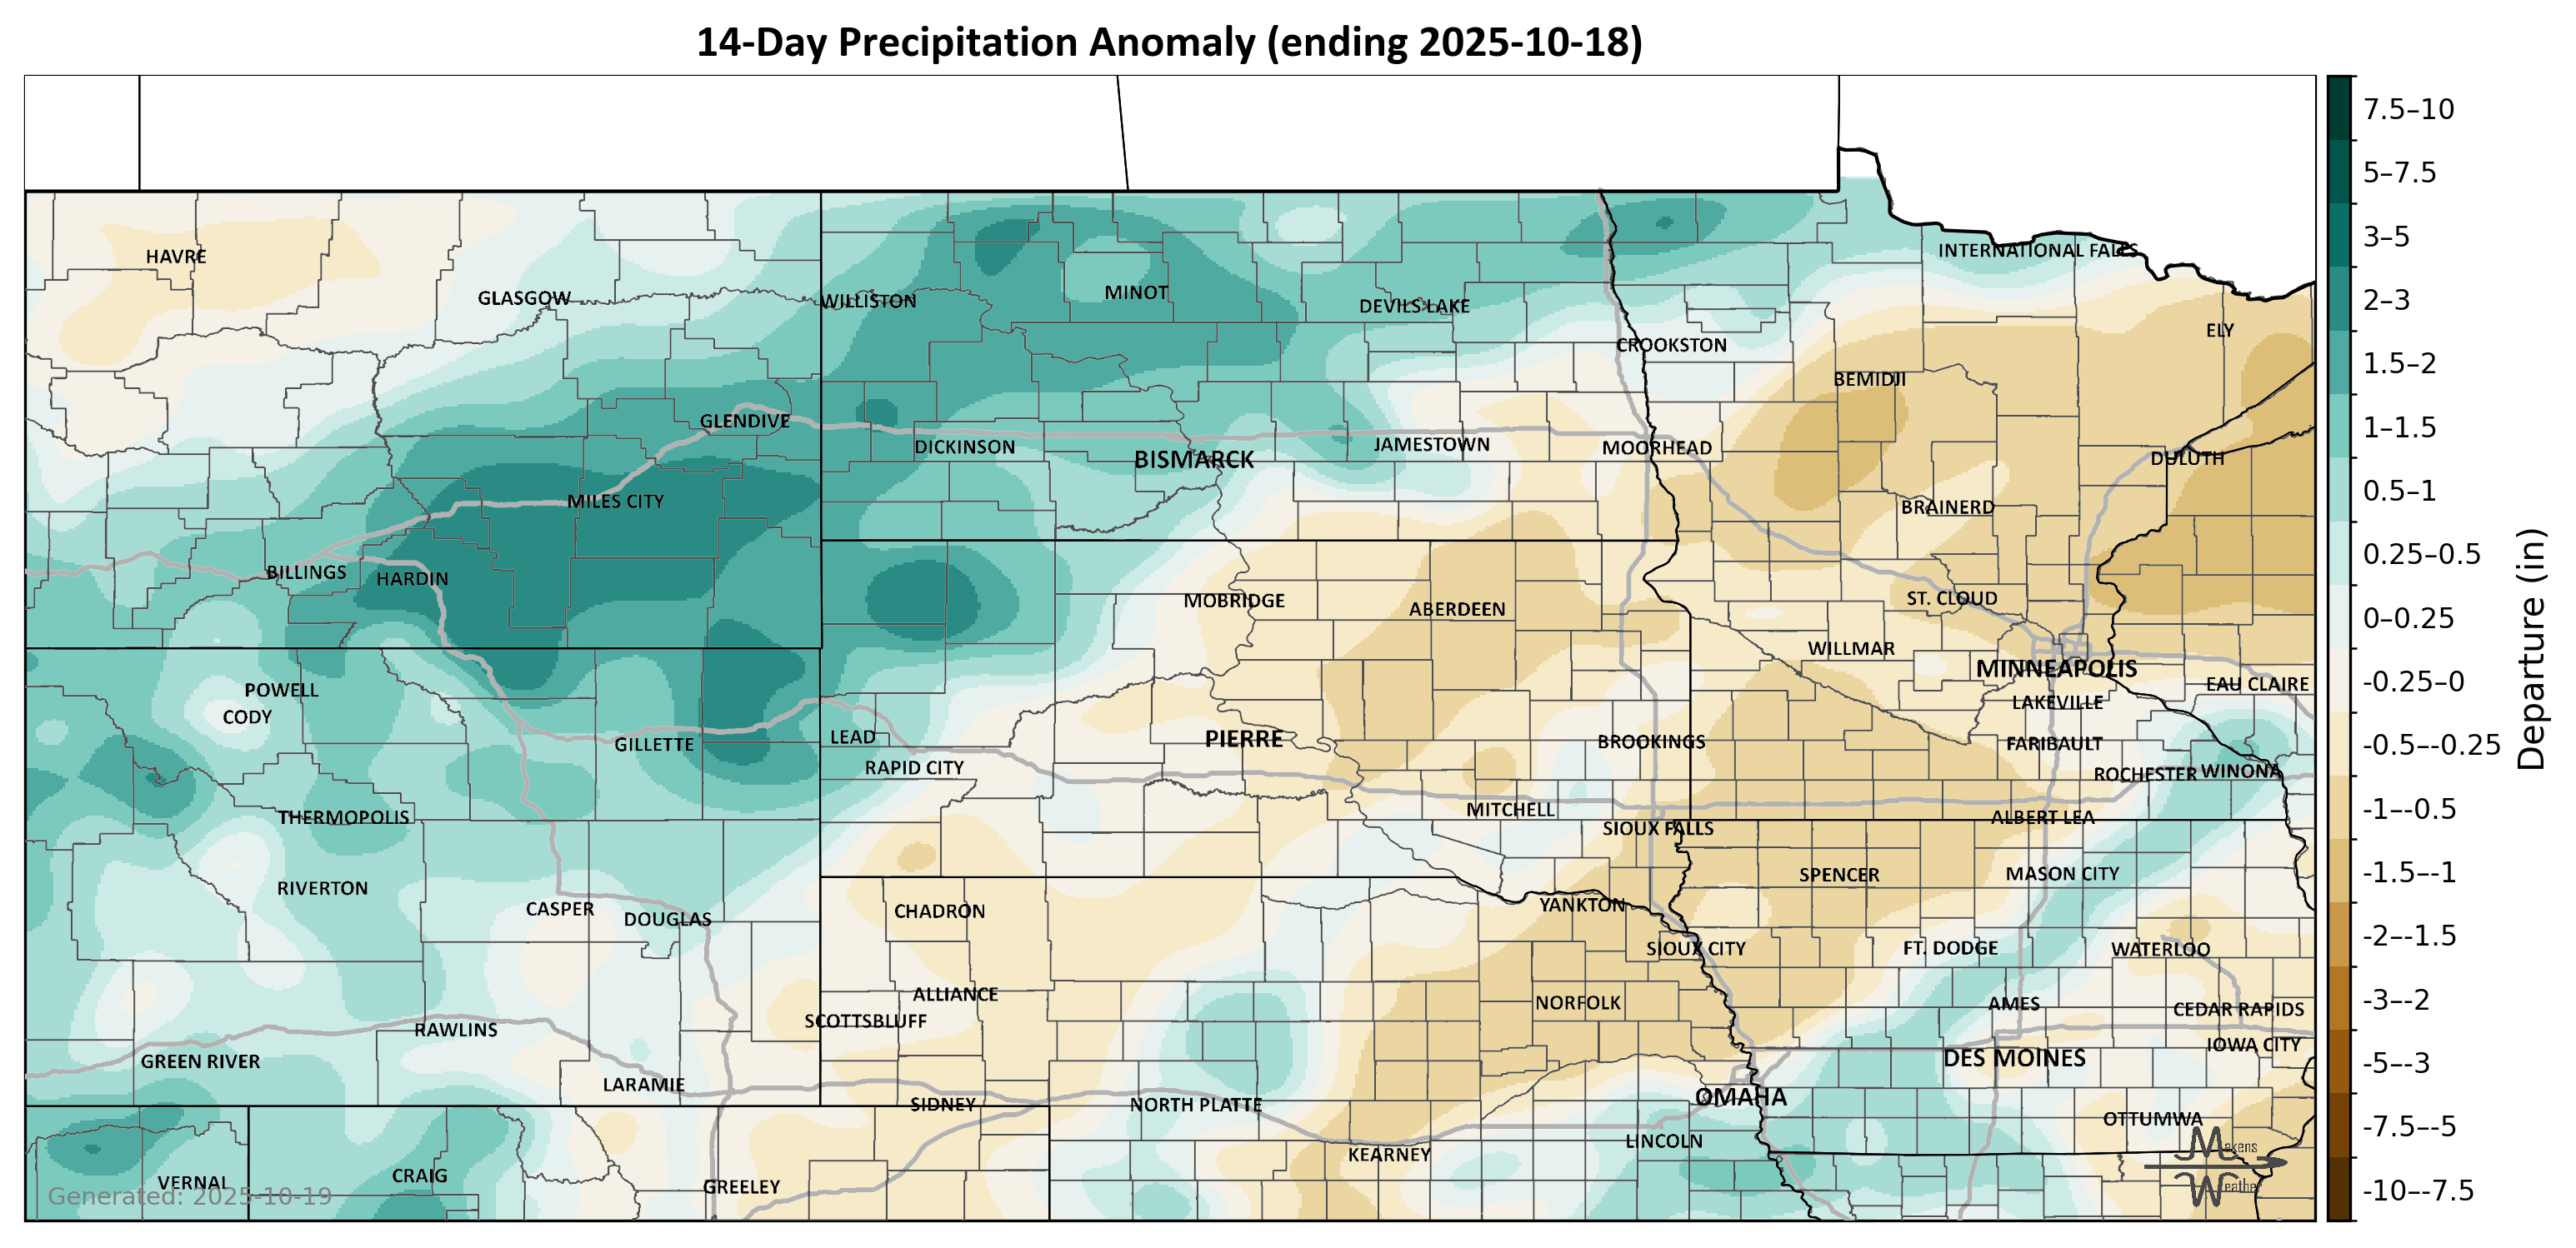 14-Day Precipitation Anomaly (ending 2025-10-18)
HAVRE
GLASGOW
WILLISTON
MINOT
DEVILS LAKE
INTERNATIONAL FALLS
ELY
CROOKSTON
BEMIDJI
GLENDIVE
DICKINSON
BISMARCK
JAMESTOWN
MOORHEAD
DULUTH
MILES CITY
BRAINERD
BILLINGS
HARDIN
MOBRIDGE
ABERDEEN
ST. CLOUD
WILLMAR
MINNEAPOLIS
EAU CLAIRE
LAKEVILLE
POWELL
CODY
GILLETTE
LEAD
RAPID CITY
PIERRE
BROOKINGS
FARIBAULT
ROCHESTER
WINONA
THERMOPOLIS
MITCHELL
SIOUX FALLS
ALBERT LEA
RIVERTON
CASPER
DOUGLAS
CHADRON
YANKTON
SPENCER
MASON CITY
SIOUX CITY
FT. DODGE
WATERLOO
ALLIANCE
SCOTTSBLUFF
NORFOLK
AMES
CEDAR RAPIDS
RAWLINS
GREEN RIVER
IOWA CITY
DES MOINES
LARAMIE
SIDNEY
NORTH PLATTE
OMAHA
OTTUMWA
LINCOLN
KEARNEY
VERNAL
CRAIG
GREELEY
Generated: 2025-10-19
Makens
Weather
7.5–10
5–7.5
3–5
2–3
1.5–2
1–1.5
0.5–1
0.25–0.5
0–0.25
-0.25–0
-0.5–-0.25
-1–-0.5
-1.5–-1
-2–-1.5
-3–-2
-5–-3
-7.5–-5
-10–-7.5
Departure (in)